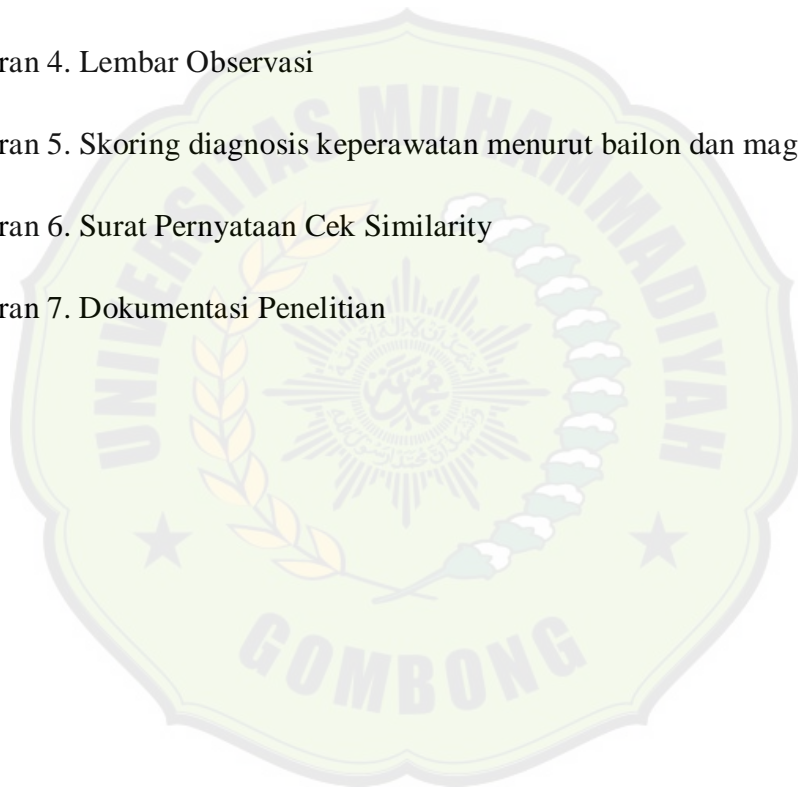 ran 4. Lembar Observasi
ran 5. Skoring diagnosis keperawatan menurut bailon dan mag
ran 6. Surat Pernyataan Cek Similarity
ran 7. Dokumentasi Penelitian
UNIVERSITAS MUHAMMADIYAH
GOMBONG